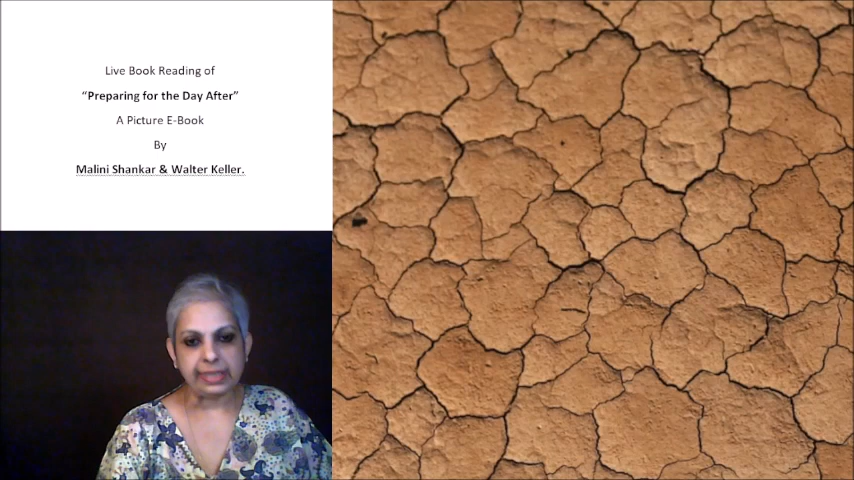 Live Book Reading of
“Preparing for the Day After”
A Picture E-Book
By
Malini Shankar & Walter Keller.